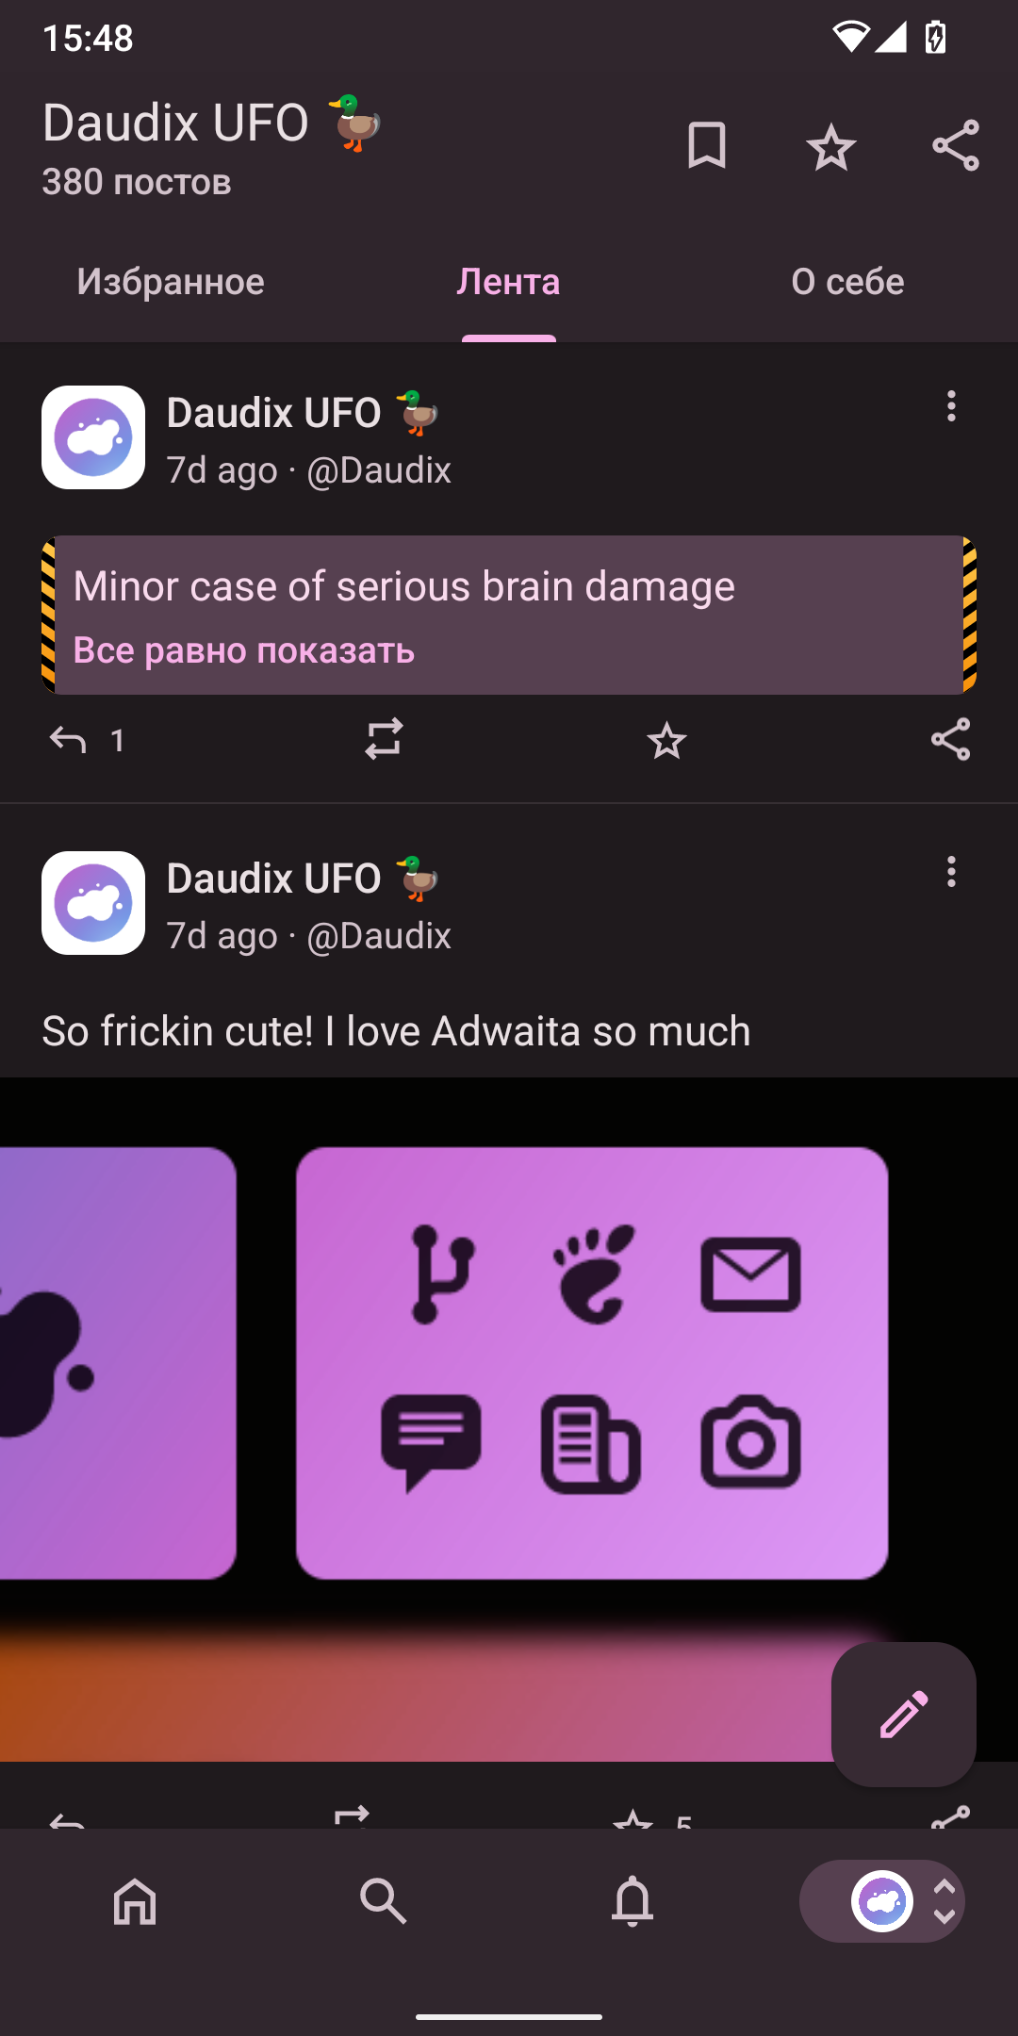 15:48
Daudix UFO 🦆
380 постов
Избранное
Лента
О себе
Daudix UFO 🦆
7d ago · @Daudix
Minor case of serious brain damage
Все равно показать
1
Daudix UFO 🦆
7d ago · @Daudix
So frickin cute! I love Adwaita so much
5